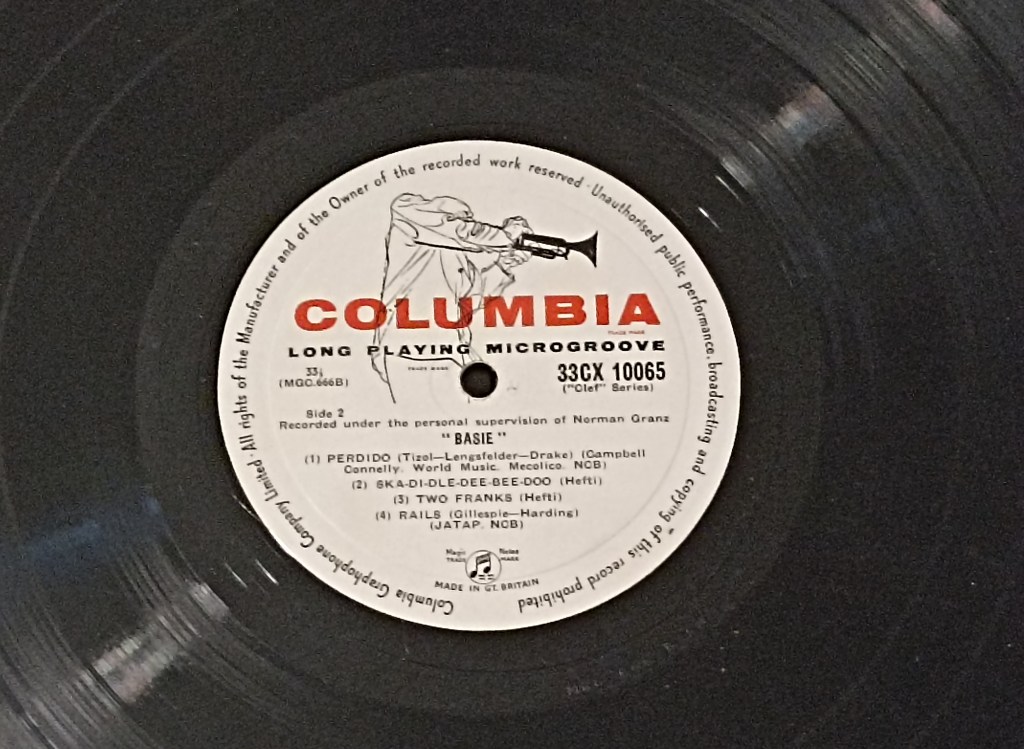 Columbia Graphophone Company Limited·All rights of the Manufacturer and of the Owner of the recorded work reserved·Unauthorised public performance, broadcasting and copying of this record prohibited
COLUMBIA
TRADE MARK
LONG PLAYING MICROGROOVE
TRADE MARK
33⅓
(MGC.666B)
33CX 10065
("Clef" Series)
Side 2
Recorded under the personal supervision of Norman Granz
"BASIE"
(1) PERDIDO (Tizol—Lengsfelder—Drake) (Campbell
Connelly. World Music. Mecolico. NCB)
(2) SKA-DI-DLE-DEE-BEE-DOO (Hefti)
(3) TWO FRANKS (Hefti)
(4) RAILS (Gillespie—Harding)
(JATAP. NCB)
Magic Notes
TRADE MARK
MADE IN GT. BRITAIN